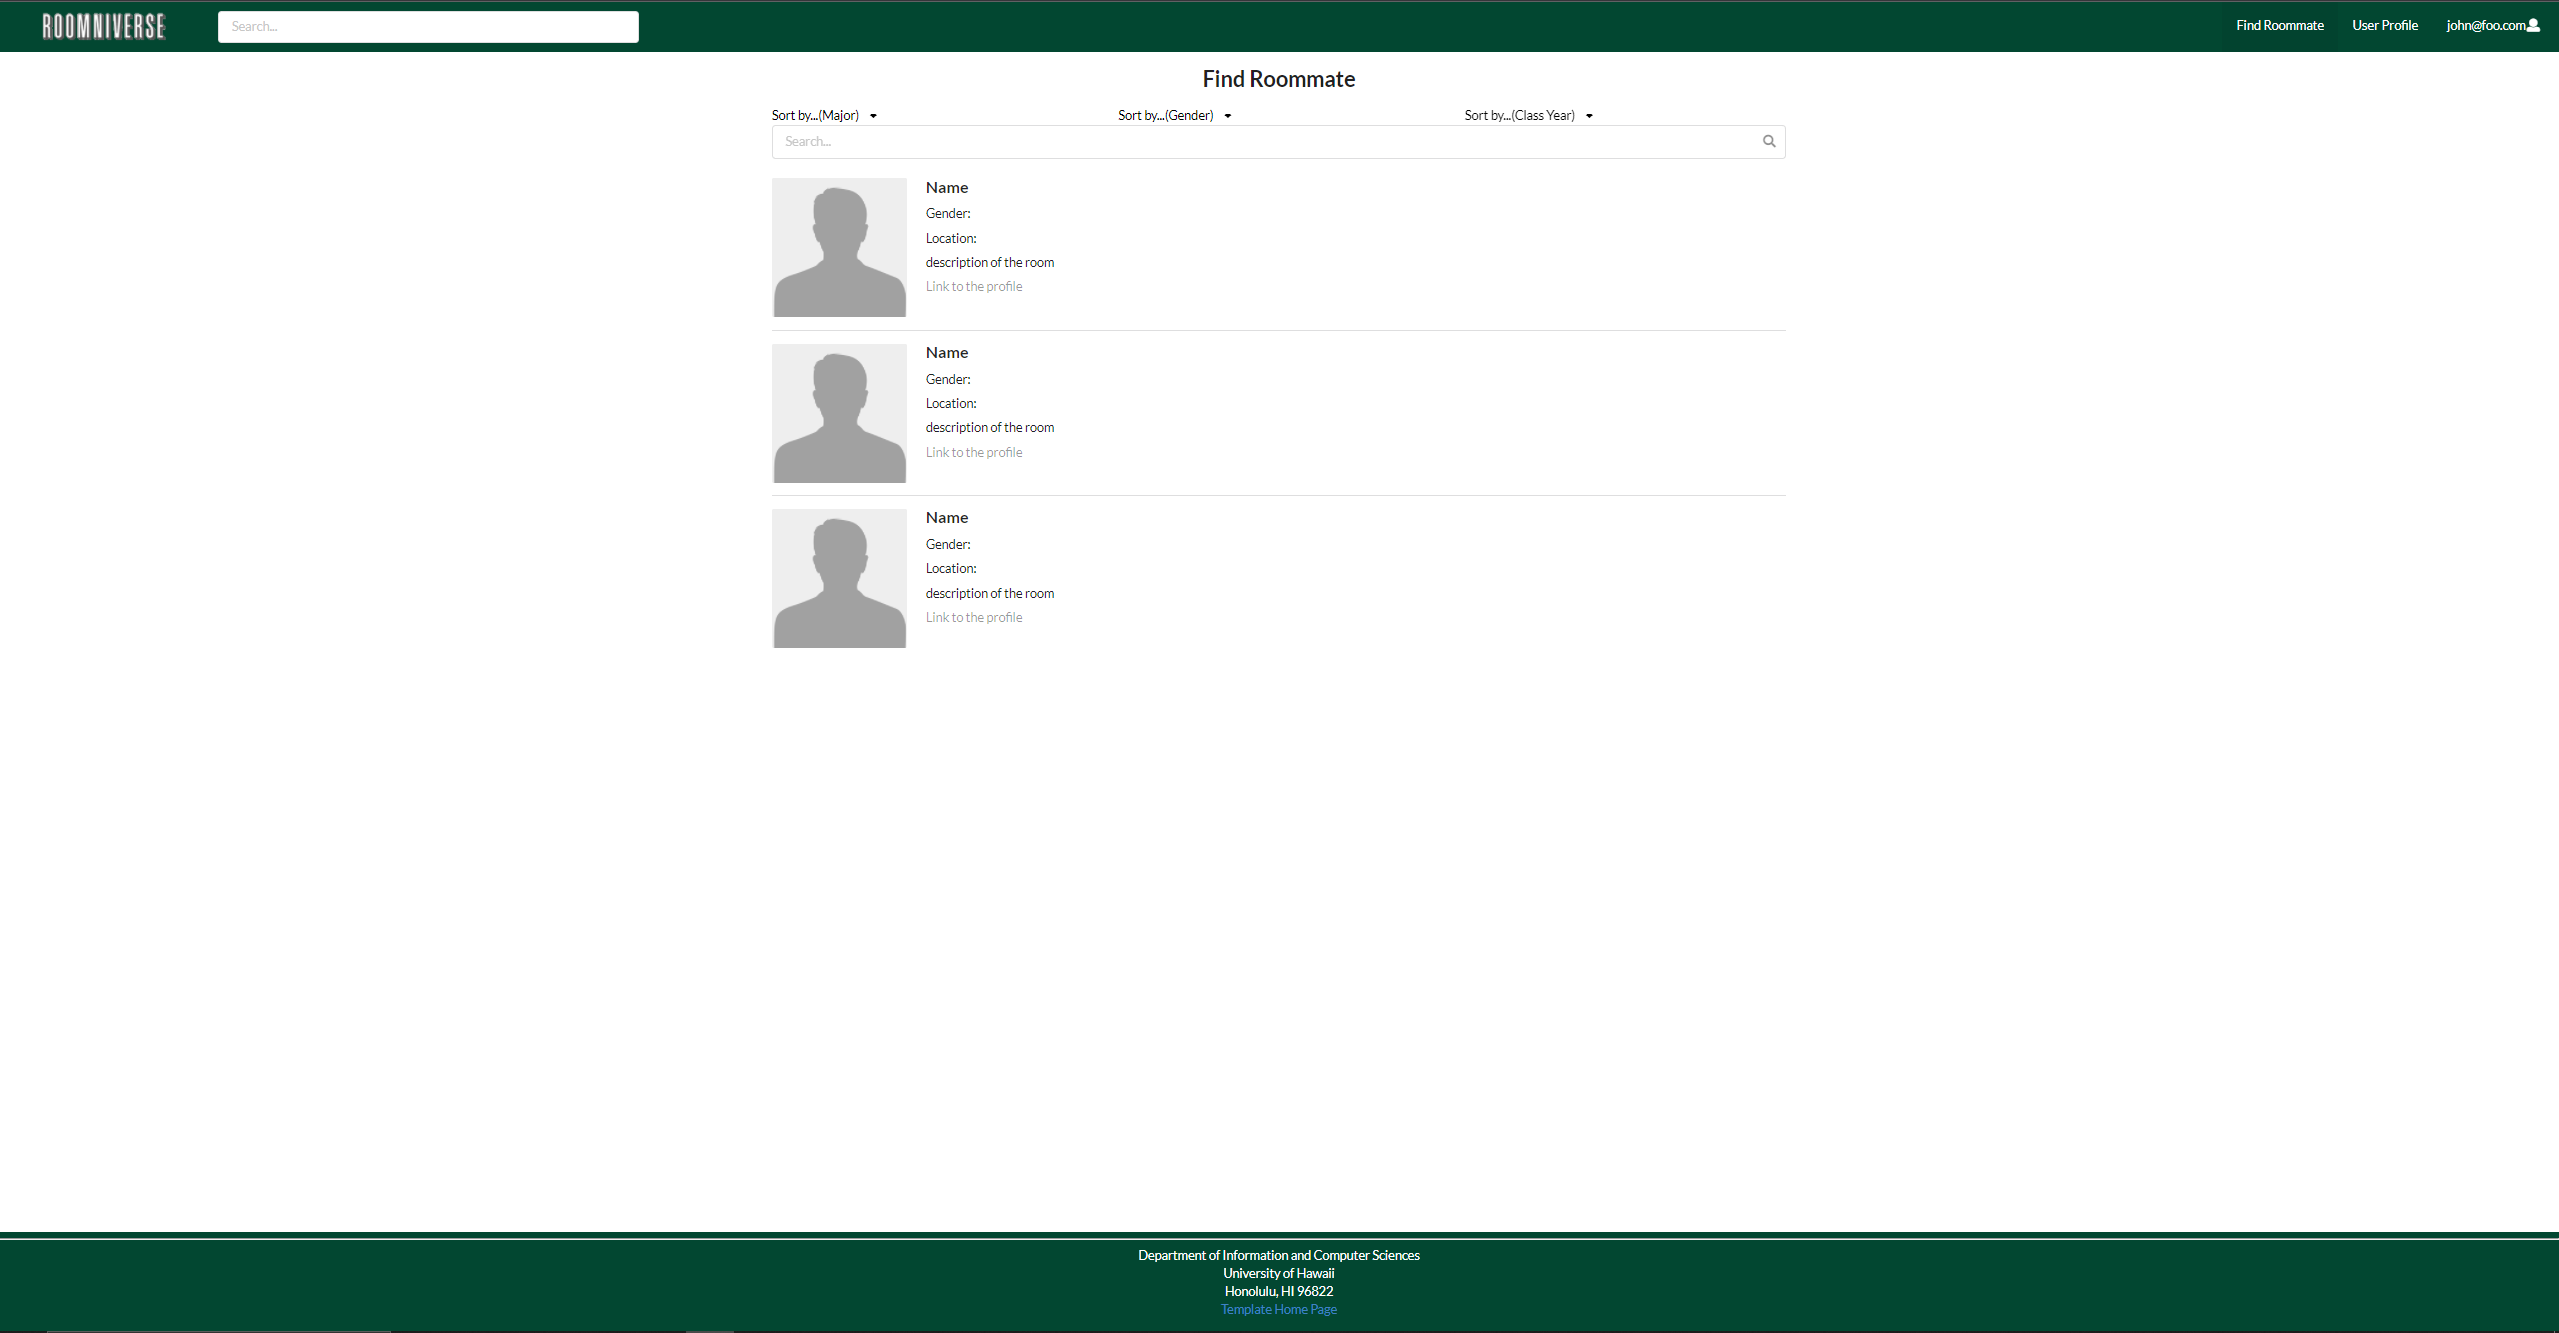 ROOMNIVERSE
Search...
Find Roommate
User Profile
john@foo.com
Find Roommate
Sort by...(Major)
Sort by...(Gender)
Sort by...(Class Year)
Search...
Name
Gender:
Location:
description of the room
Link to the profile
Name
Gender:
Location:
description of the room
Link to the profile
Name
Gender:
Location:
description of the room
Link to the profile
Department of Information and Computer Sciences
University of Hawaii
Honolulu, HI 96822
Template Home Page